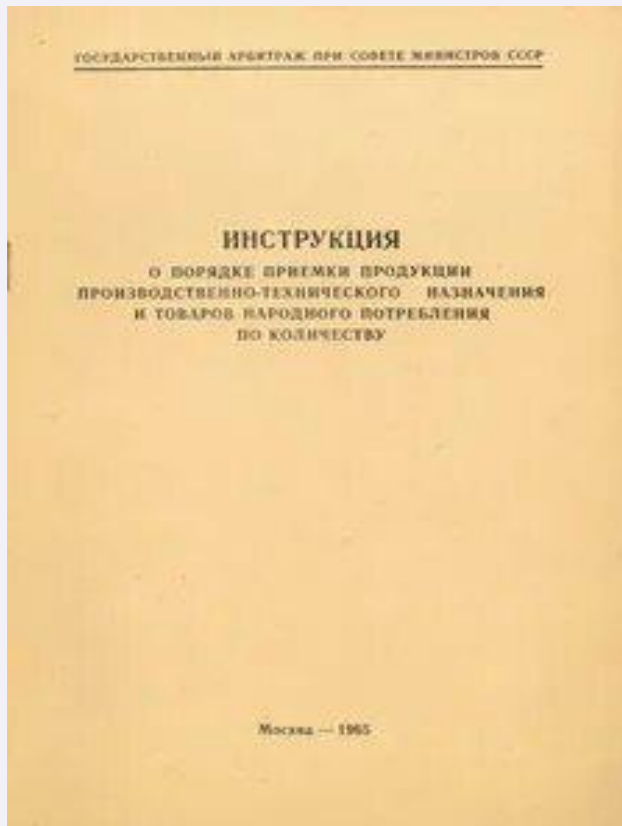 ГОСУДАРСТВЕННЫЙ АРБИТРАЖ ПРИ СОВЕТЕ МИНИСТРОВ СССР
ИНСТРУКЦИЯ
О ПОРЯДКЕ ПРИЕМКИ ПРОДУКЦИИ
ПРОИЗВОДСТВЕННО-ТЕХНИЧЕСКОГО НАЗНАЧЕНИЯ
И ТОВАРОВ НАРОДНОГО ПОТРЕБЛЕНИЯ
ПО КОЛИЧЕСТВУ
Москва — 1965